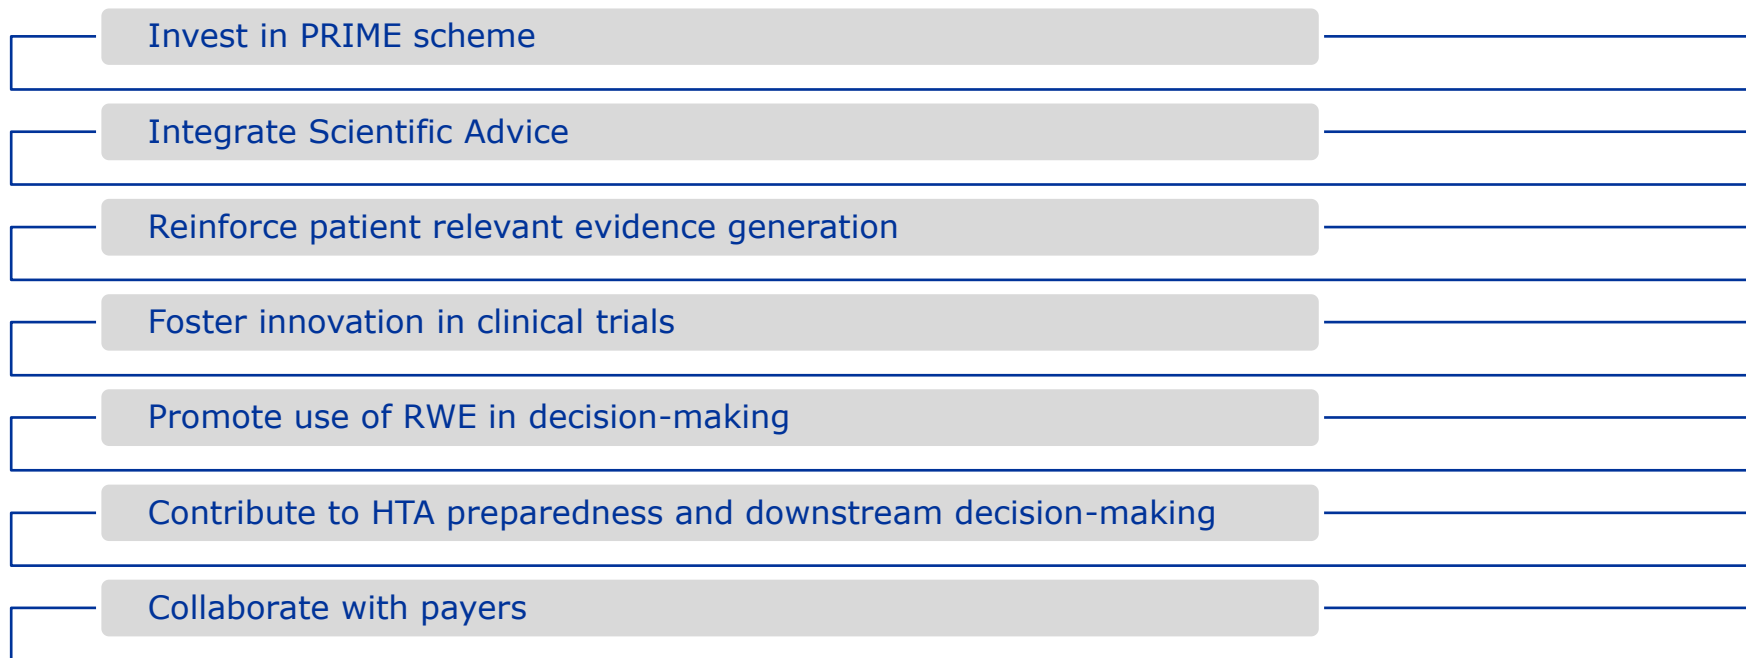 Invest in PRIME scheme
Integrate Scientific Advice
Reinforce patient relevant evidence generation
Foster innovation in clinical trials
Promote use of RWE in decision-making
Contribute to HTA preparedness and downstream decision-making
Collaborate with payers